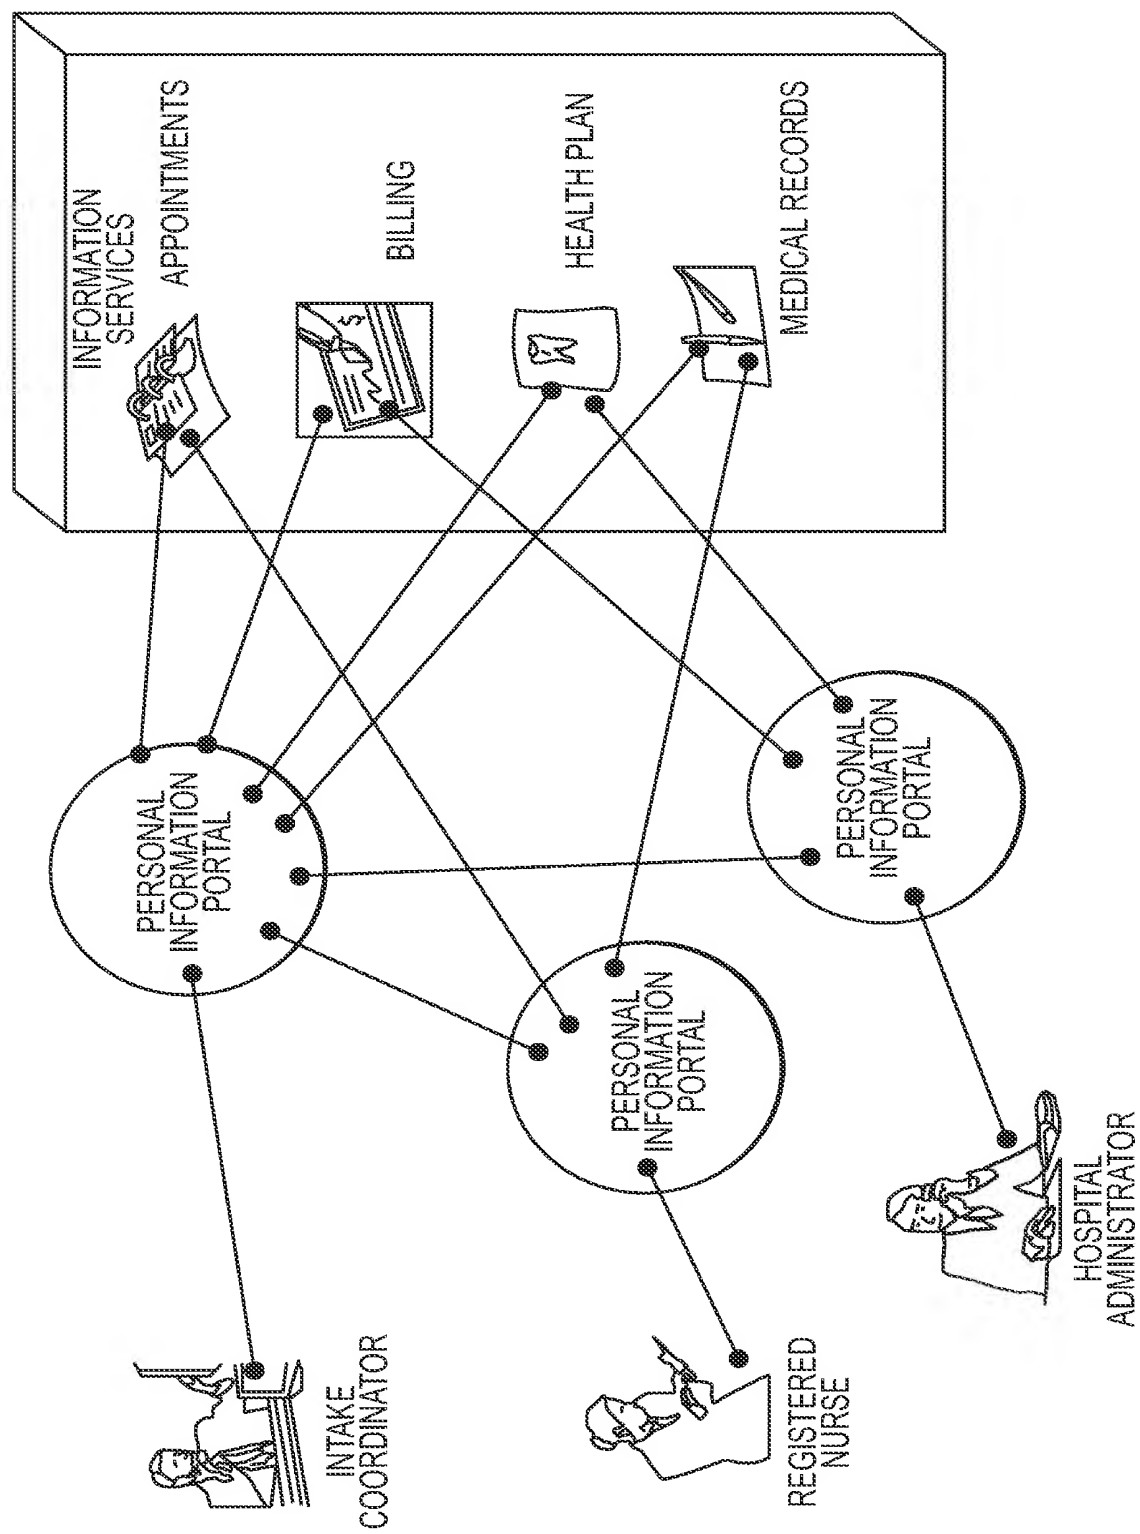 INFORMATION
SERVICES
APPOINTMENTS
BILLING
$
HEALTH PLAN
MEDICAL RECORDS
PERSONAL
INFORMATION
PORTAL
PERSONAL
INFORMATION
PORTAL
PERSONAL
INFORMATION
PORTAL
INTAKE
COORDINATOR
REGISTERED
NURSE
HOSPITAL
ADMINISTRATOR